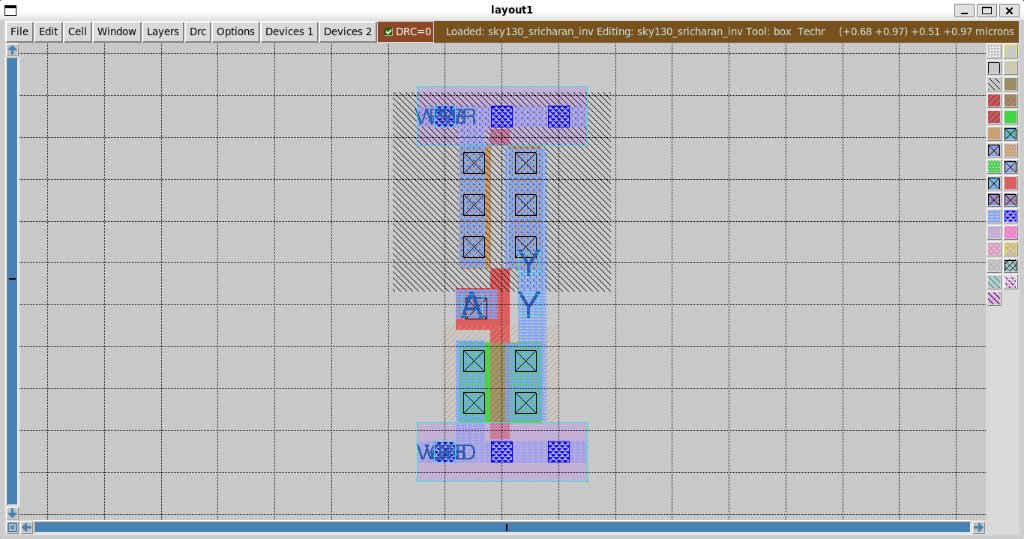 layout1
File Edit Cell Window Layers Drc Options Devices 1 Devices 2 DRC=0 Loaded: sky130_sricharan_inv Editing: sky130_sricharan_inv Tool: box Techr (+0.68 +0.97) +0.51 +0.97 microns
Y
A Y